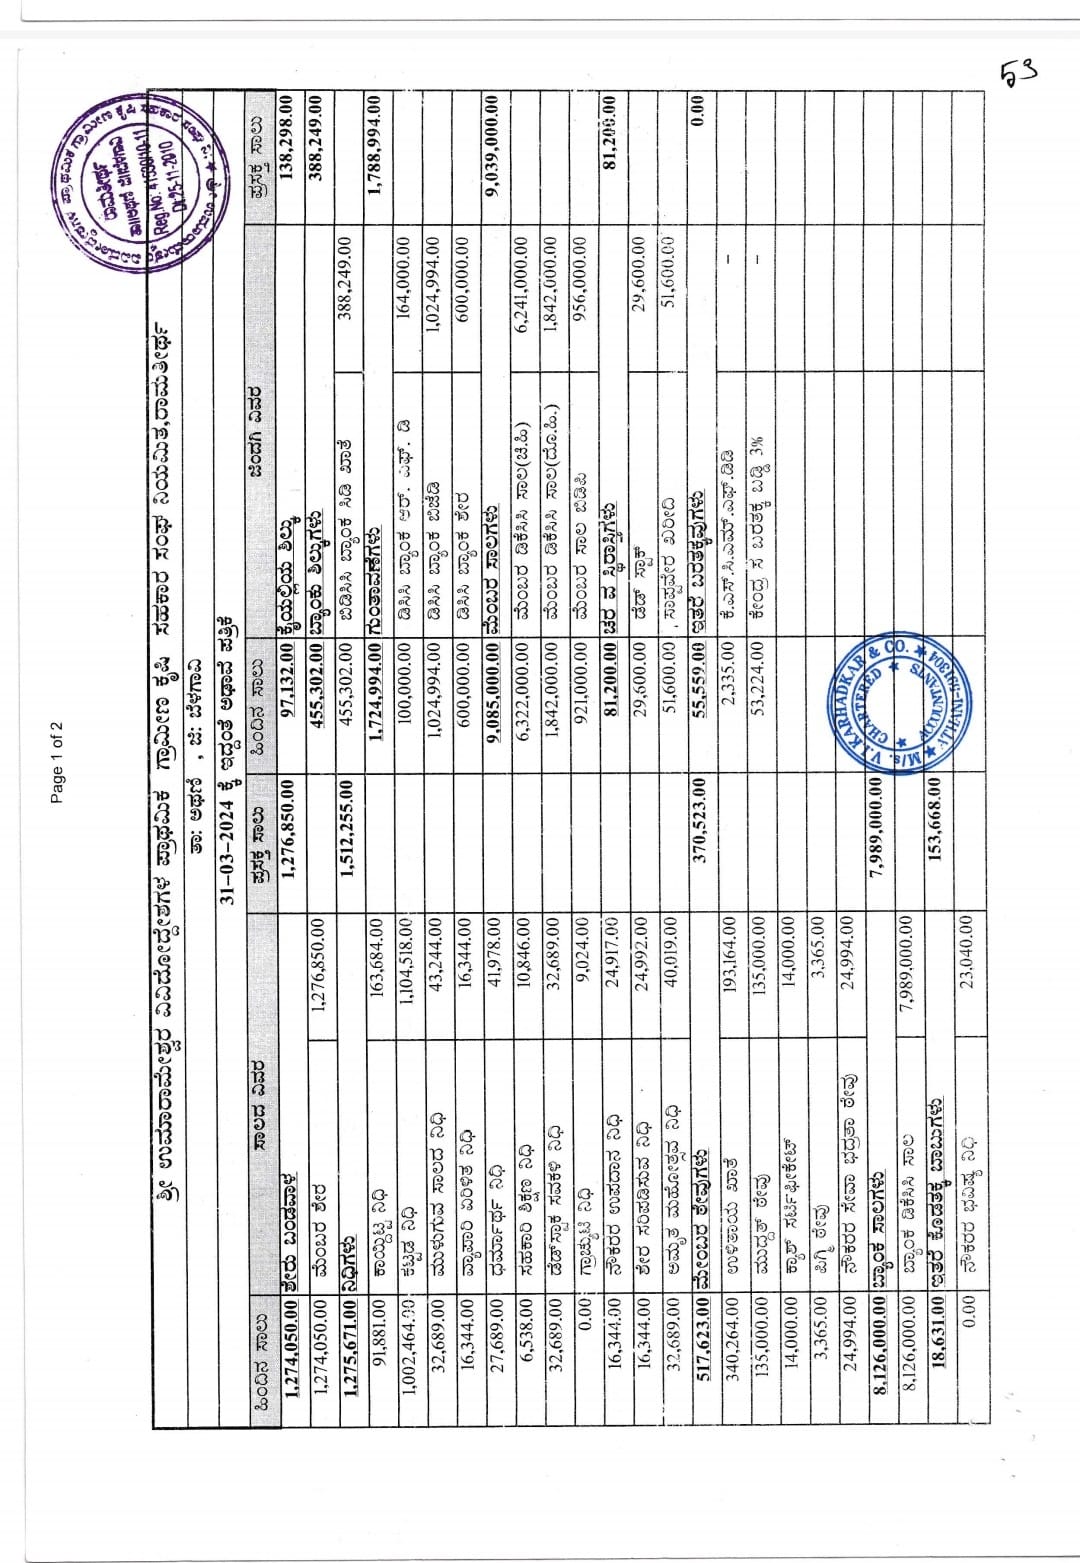 Page 1 of 2
ಶ್ರೀ ಉಮಾರಾಮೇಶ್ವರ ವಿವಿದೋದ್ದೇಶಗಳ ಪ್ರಾಥಮಿಕ ಗ್ರಾಮೀಣ ಕೃಷಿ ಸಹಕಾರ ಸಂಘ ನಿಯಮಿತ,ರಾಮತೀರ್ಥ
ರಾಮತೀರ್ಥ
ತಾ||ಅಥಣಿ ಜಿ||ಬೆಳಗಾವಿ
Reg.No: 41530/10-11
Dt:25-11-2010
ತಾ: ಅಥಣಿ , ಜಿ: ಬೆಳಗಾವಿ
31-03-2024 ಕ್ಕೆ ಇದ್ದಂತೆ ಅಢಾವೆ ಪತ್ರಿಕೆ
ಹಿಂದಿನ ಸಾಲು ಸಾಲದ ವಿವರ ಪ್ರಸಕ್ತ ಸಾಲು ಹಿಂದಿನ ಸಾಲು ಜಿಂದಗಿ ವಿವರ ಪ್ರಸಕ್ತ ಸಾಲು
1,274,050.00 ಶೇರು ಬಂಡವಾಳ 1,276,850.00 97,132.00 ಕೈಯಲ್ಲಿಯ ಶಿಲ್ಕು 138,298.00
1,274,050.00 ಮೆಂಬರ ಶೇರ 1,276,850.00 455,302.00 ಬ್ಯಾಂಕು ಶಿಲ್ಕುಗಳು 388,249.00
1,275,671.00 ನಿಧಿಗಳು 1,512,255.00 455,302.00 ಬಿಡಿಸಿಸಿ ಬ್ಯಾಂಕ ಸಿಡಿ ಖಾತೆ 388,249.00
91,881.00 ಕಾಯ್ದಿಟ್ಟ ನಿಧಿ 163,684.00 1,724,994.00 ಗುಂತಾವಣೆಗಳು 1,788,994.00
1,002,464.00 ಕಟ್ಟಡ ನಿಧಿ 1,104,518.00 100,000.00 ಡಿಸಿಸಿ ಬ್ಯಾಂಕ ಆರ್. ಎಫ್. ಡಿ 164,000.00
32,689.00 ಮುಳುಗುವ ಸಾಲದ ನಿಧಿ 43,244.00 1,024,994.00 ಡಿಸಿಸಿ ಬ್ಯಾಂಕ ಬಿಜೆಡಿ 1,024,994.00
16,344.00 ವ್ಯಾಪಾರಿ ಏರಿಳಿತ ನಿಧಿ 16,344.00 600,000.00 ಡಿಸಿಸಿ ಬ್ಯಾಂಕ ಶೇರ 600,000.00
27,689.00 ಧರ್ಮಾರ್ಥ ನಿಧಿ 41,978.00 9,085,000.00 ಮೆಂಬರ ಸಾಲಗಳು 9,039,000.00
6,538.00 ಸಹಕಾರಿ ಶಿಕ್ಷಣ ನಿಧಿ 10,846.00 6,322,000.00 ಮೆಂಬರ ಡಿಕೆಸಿಸಿ ಸಾಲ(ಚಿ.ಹಿ) 6,241,000.00
32,689.00 ಡೆಡ್‌ಸ್ಟಾಕ ಸವಕಳಿ ನಿಧಿ 32,689.00 1,842,000.00 ಮೆಂಬರ ಡಿಕೆಸಿಸಿ ಸಾಲ(ದೊ.ಹಿ.) 1,842,000.00
0.00 ಗ್ರಾಚ್ಯುಟಿ ನಿಧಿ 9,024.00 921,000.00 ಮೆಂಬರ ಸಾಲ ಬಿಡಿಪಿ 956,000.00
16,344.00 ನೌಕರರ ಉಪದಾನ ನಿಧಿ 24,917.00 81,200.00 ಚರ ವ ಸ್ಥಿರಾಸ್ತಿಗಳು 81,200.00
16,344.00 ಶೇರ ಸರಿಪಡಿಸುವ ನಿಧಿ 24,992.00 29,600.00 ಡೆಡ್ ಸ್ಟಾಕ್ 29,600.00
32,689.00 ಅಮೃತ ಮಹೋತ್ಸವ ನಿಧಿ 40,019.00 51,600.00 ಸಾಪ್ಟವೇರ ಖರೀದಿ 51,600.00
517,623.00 ಮೇಂಬರ ಠೇವುಗಳು 370,523.00 55,559.00 ಇತರೆ ಬರತಕ್ಕವುಗಳು 0.00
340,264.00 ಉಳಿತಾಯ ಖಾತೆ 193,164.00 2,335.00 ಕೆ.ಎಸ್.ಸಿ.ಎಮ್.ಎಫ್.ಡಿಡಿ –
135,000.00 ಮುದ್ದತ್ ಠೇವು 135,000.00 53,224.00 ಕೇಂದ್ರ ಸ ಬರತಕ್ಕ ಬಡ್ಡಿ 3% –
14,000.00 ಕ್ಯಾಶ್ ಸರ್ಟಿಫೀಕೇಟ್ 14,000.00
3,365.00 ಪಿಗ್ಮಿ ಠೇವು 3,365.00
24,994.00 ನೌಕರರ ಸೇವಾ ಭದ್ರತಾ ಠೇವು 24,994.00
8,126,000.00 ಬ್ಯಾಂಕ ಸಾಲಗಳು 7,989,000.00
8,126,000.00 ಬ್ಯಾಂಕ ಡಿಕೆಸಿಸಿ ಸಾಲ 7,989,000.00
18,631.00 ಇತರೆ ಕೊಡತಕ್ಕ ಬಾಬುಗಳು 153,668.00
0.00 ನೌಕರರ ಭವಿಷ್ಯ ನಿಧಿ 23,040.00
M/s. V.I.KARHADKAR & CO.
CHARTERED
ACCOUNTANTS
ATHANI-591304
53